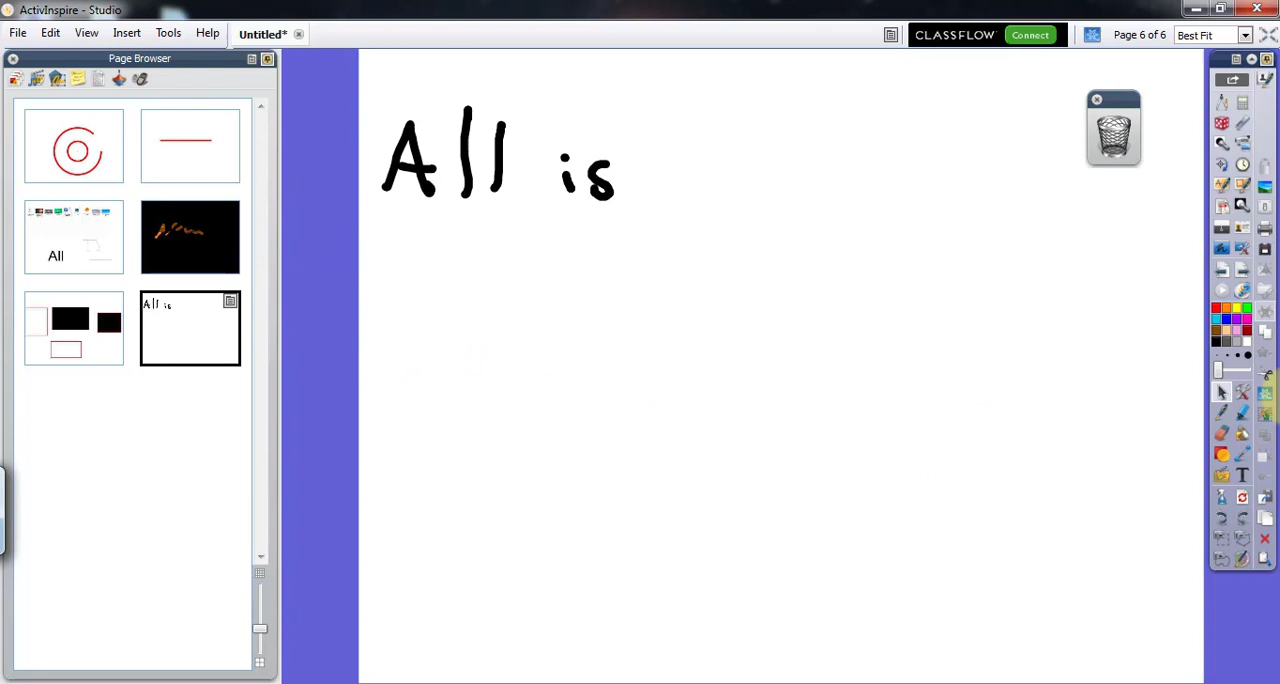 ActivInspire - Studio
File Edit View Insert Tools Help Untitled* CLASSFLOW Connect Page 6 of 6 Best Fit
Page Browser
All is
All
All is
T